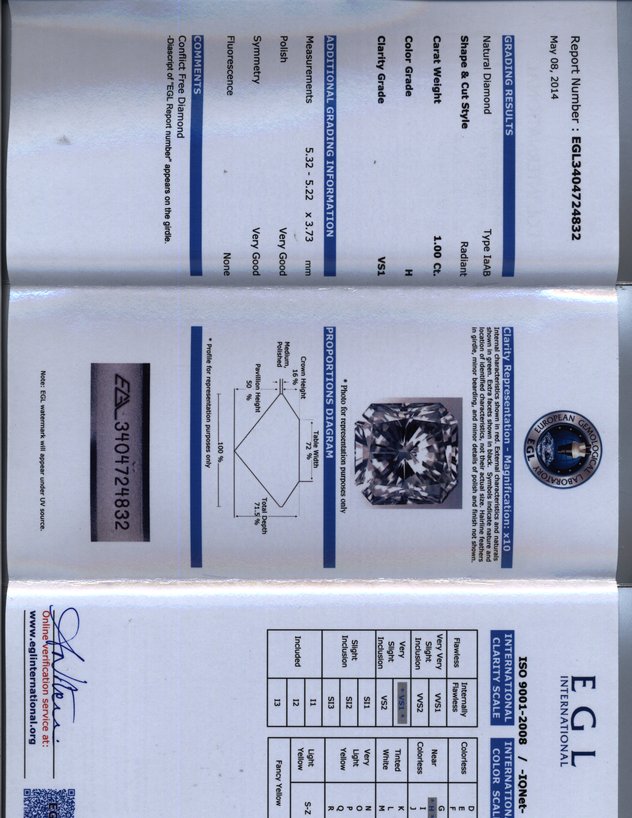 Report Number : EGL3404724832
May 08, 2014
GRADING RESULTS
Natural Diamond Type IaAB
Shape & Cut Style Radiant
Carat Weight 1.00 Ct.
Color Grade H
Clarity Grade VS1
ADDITIONAL GRADING INFORMATION
Measurements 5.32 - 5.22 x 3.73 mm
Polish Very Good
Symmetry Very Good
Fluorescence None
COMMENTS
Conflict Free Diamond
-Diascript of "EGL Report number" appears on the girdle.
EUROPEAN GEMOLOGICAL LABORATORY
EGL
Clarity Representation - Magnification: x10
Internal characteristics shown in red. External characteristics and naturals
shown in green. Extra facets shown in black. Symbols indicate nature and
location of identified characteristics, not their actual size. Hairline feathers
in girdle, minor bearding, and minor details of polish and finish not shown.
* Photo for representation purposes only
PROPORTIONS DIAGRAM
Table Width
72 %
Crown Height
16 %
Medium,
Polished
Total Depth
71.5 %
Pavillion Height
50 %
100 %
* Profile for representation purposes only
EGL 3404724832
Note: EGL watermark will appear under UV source.
EGL
INTERNATIONAL
ISO 9001-2008 / -IQNet-
INTERNATIONAL
CLARITY SCALE
Flawless
Internally
Flawless
Very Very
Slight
Inclusion
VVS1
VVS2
Very
Slight
Inclusion
* VS1 *
VS2
Slight
Inclusion
SI1
SI2
SI3
Included
I1
I2
I3
INTERNATION
COLOR SCAL
Colorless
D
E
F
Near
Colorless
G
* H *
I
J
Tinted
White
K
L
M
Very
Light
Yellow
N
O
P
Q
R
Light
Yellow
S-Z
Fancy Yellow
Online verification service at:
www.eglinternational.org